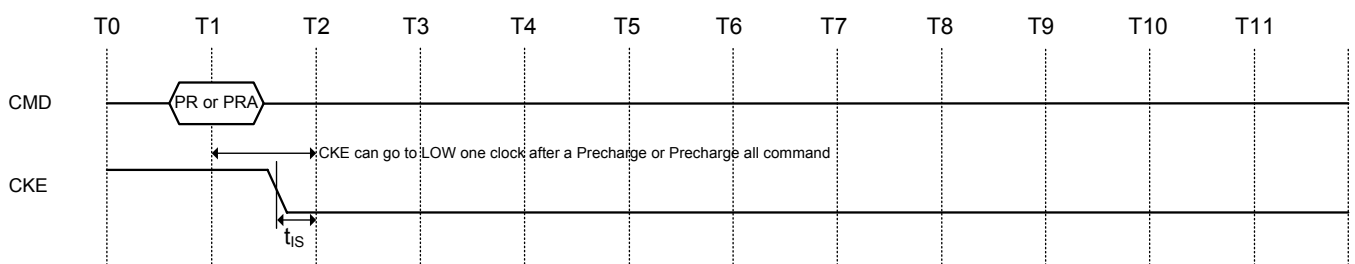 T0 T1 T2 T3 T4 T5 T6 T7 T8 T9 T10 T11
CMD
PR or PRA
CKE can go to LOW one clock after a Precharge or Precharge all command
CKE
tIS